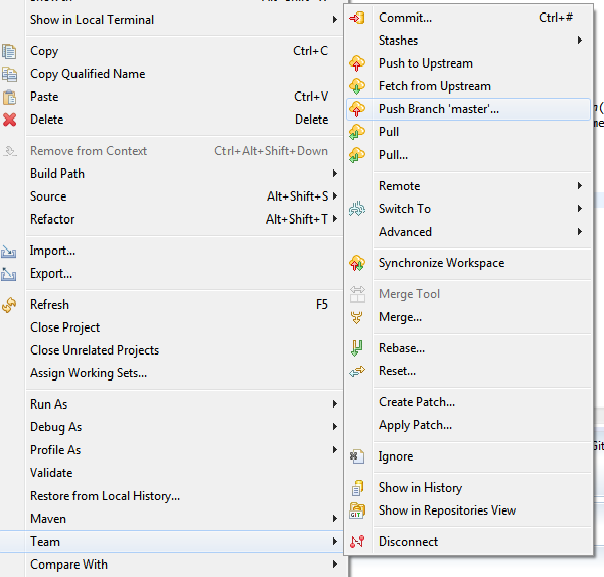 Show in Local Terminal
Copy Ctrl+C
Copy Qualified Name
Paste Ctrl+V
Delete Delete
Remove from Context Ctrl+Alt+Shift+Down
Build Path
Source Alt+Shift+S
Refactor Alt+Shift+T
Import...
Export...
Refresh F5
Close Project
Close Unrelated Projects
Assign Working Sets...
Run As
Debug As
Profile As
Validate
Restore from Local History...
Maven
Team
Compare With
Commit... Ctrl+#
Stashes
Push to Upstream
Fetch from Upstream
Push Branch 'master'...
Pull
Pull...
Remote
Switch To
Advanced
Synchronize Workspace
Merge Tool
Merge...
Rebase...
Reset...
Create Patch...
Apply Patch...
Ignore
Show in History
GIT
Show in Repositories View
Disconnect